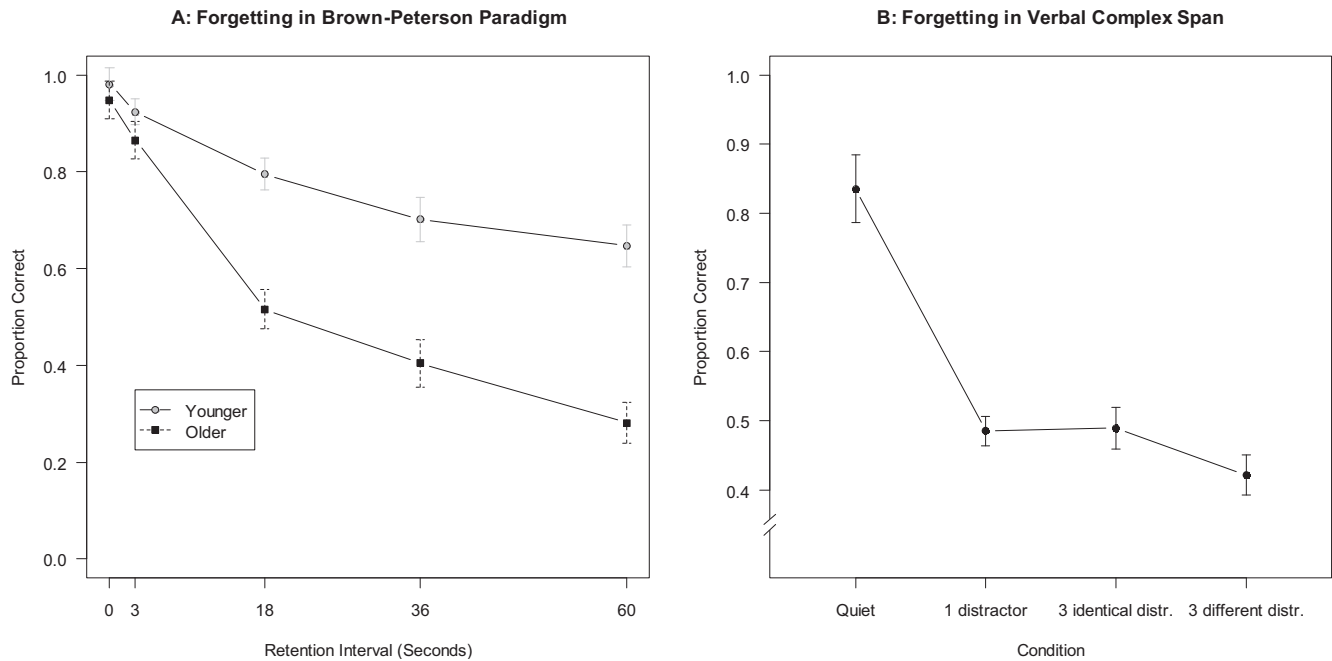 A: Forgetting in Brown-Peterson Paradigm
Proportion Correct
1.0
0.8
0.6
0.4
0.2
0.0
Younger
Older
0 3 18 36 60
Retention Interval (Seconds)
B: Forgetting in Verbal Complex Span
Proportion Correct
1.0
0.9
0.8
0.7
0.6
0.5
0.4
Quiet 1 distractor 3 identical distr. 3 different distr.
Condition